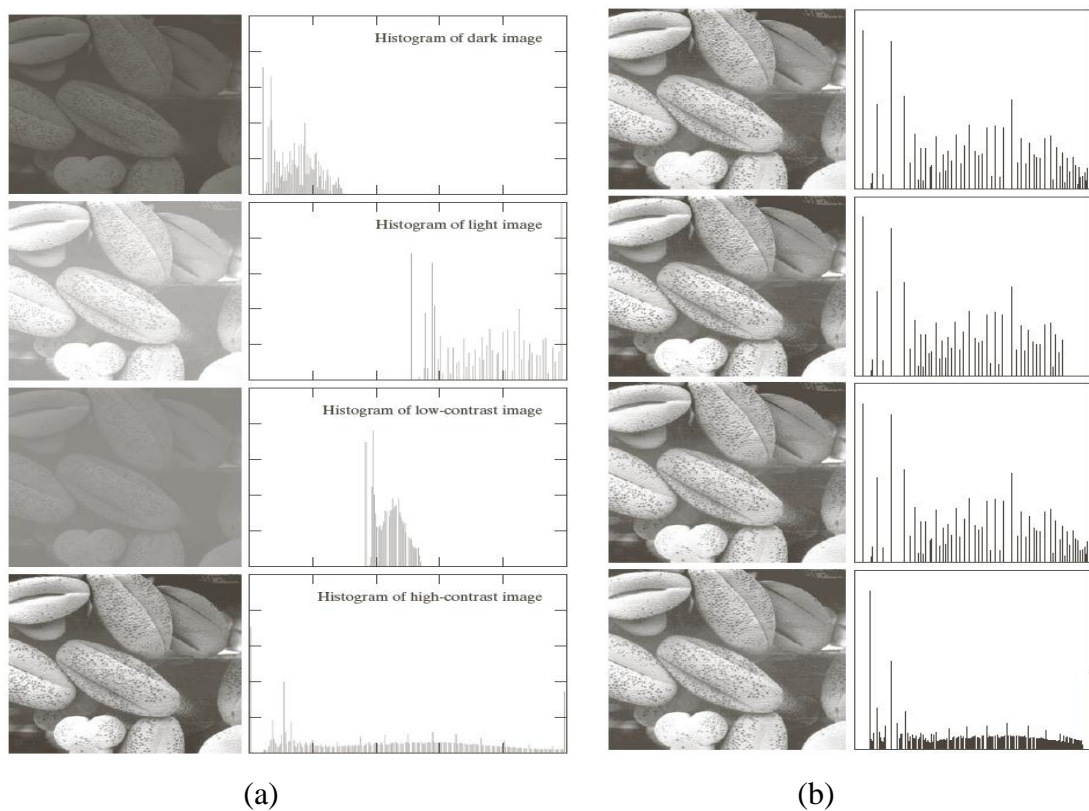 Histogram of dark image
Histogram of light image
Histogram of low-contrast image
Histogram of high-contrast image
(a)
(b)